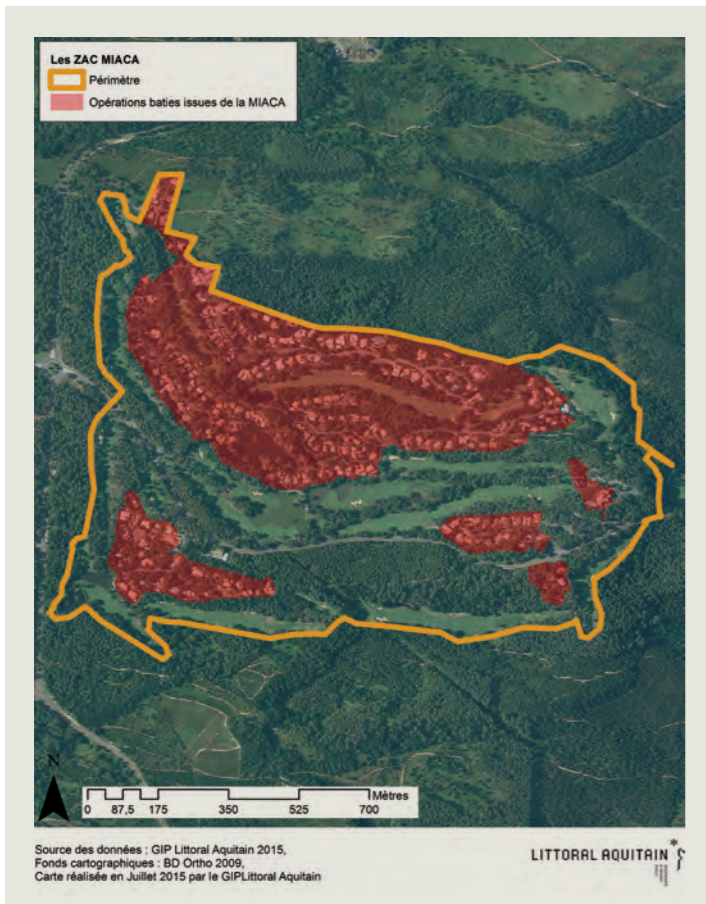 Les ZAC MIACA
Périmètre
Opérations baties issues de la MIACA
N
Mètres
0 87,5 175 350 525 700
Source des données : GIP Littoral Aquitain 2015,
Fonds cartographiques : BD Ortho 2009,
Carte réalisée en Juillet 2015 par le GIPLittoral Aquitain
LITTORAL AQUITAIN